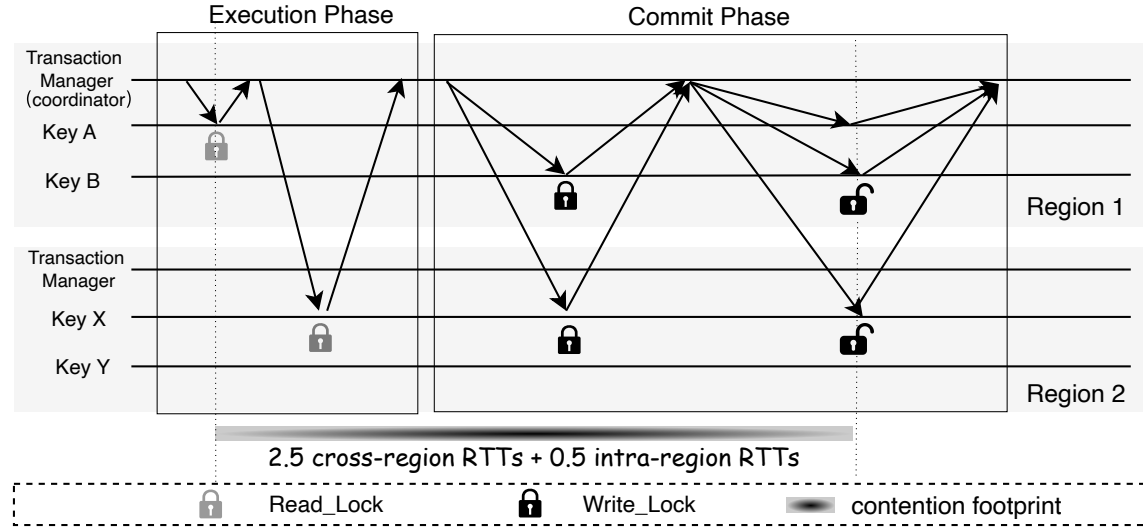 Execution Phase
Commit Phase
Transaction
Manager
(coordinator)
Key A
Key B
Region 1
Transaction
Manager
Key X
Key Y
Region 2
2.5 cross-region RTTs + 0.5 intra-region RTTs
Read_Lock
Write_Lock
contention footprint